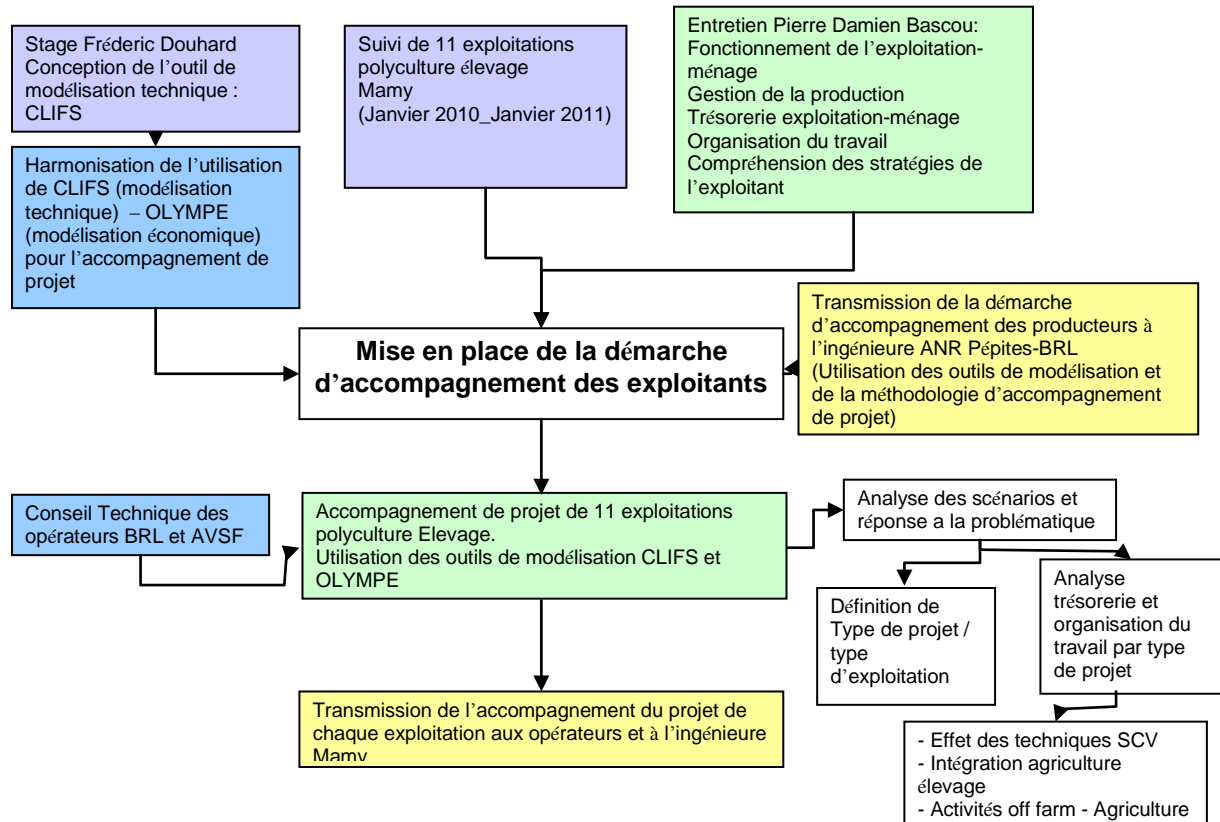 Stage Fréderic Douhard
Conception de l'outil de
modélisation technique :
CLIFS
Suivi de 11 exploitations
polyculture élevage
Mamy
(Janvier 2010_Janvier 2011)
Entretien Pierre Damien Bascou:
Fonctionnement de l'exploitation-
ménage
Gestion de la production
Trésorerie exploitation-ménage
Organisation du travail
Compréhension des stratégies de
l'exploitant
Harmonisation de l'utilisation
de CLIFS (modélisation
technique) – OLYMPE
(modélisation économique)
pour l'accompagnement de
projet
Transmission de la démarche
d'accompagnement des producteurs à
l'ingénieure ANR Pépites-BRL
(Utilisation des outils de modélisation et
de la méthodologie d'accompagnement
de projet)
Mise en place de la démarche
d'accompagnement des exploitants
Conseil Technique des
opérateurs BRL et AVSF
Accompagnement de projet de 11 exploitations
polyculture Elevage.
Utilisation des outils de modélisation CLIFS et
OLYMPE
Analyse des scénarios et
réponse a la problématique
Définition de
Type de projet /
type
d'exploitation
Analyse
trésorerie et
organisation du
travail par type
de projet
Transmission de l'accompagnement du projet de
chaque exploitation aux opérateurs et à l'ingénieure
Mamy
- Effet des techniques SCV
- Intégration agriculture
élevage
- Activités off farm - Agriculture